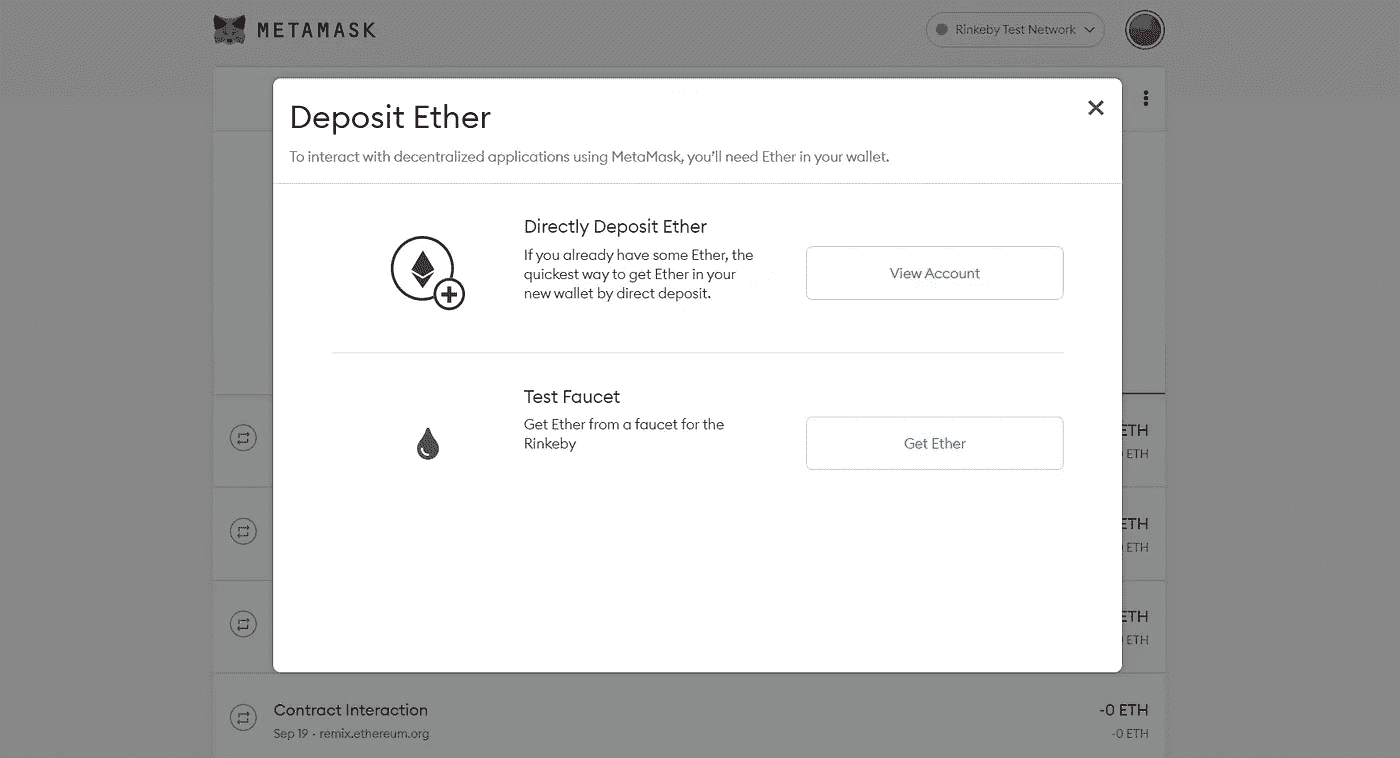 METAMASK
Rinkeby Test Network
Deposit Ether
To interact with decentralized applications using MetaMask, you'll need Ether in your wallet.
Directly Deposit Ether
If you already have some Ether, the
quickest way to get Ether in your
new wallet by direct deposit.
View Account
Test Faucet
Get Ether from a faucet for the
Rinkeby
Get Ether
ETH
ETH
ETH
ETH
ETH
ETH
Contract Interaction
-0 ETH
Sep 19 · remix.ethereum.org
-0 ETH